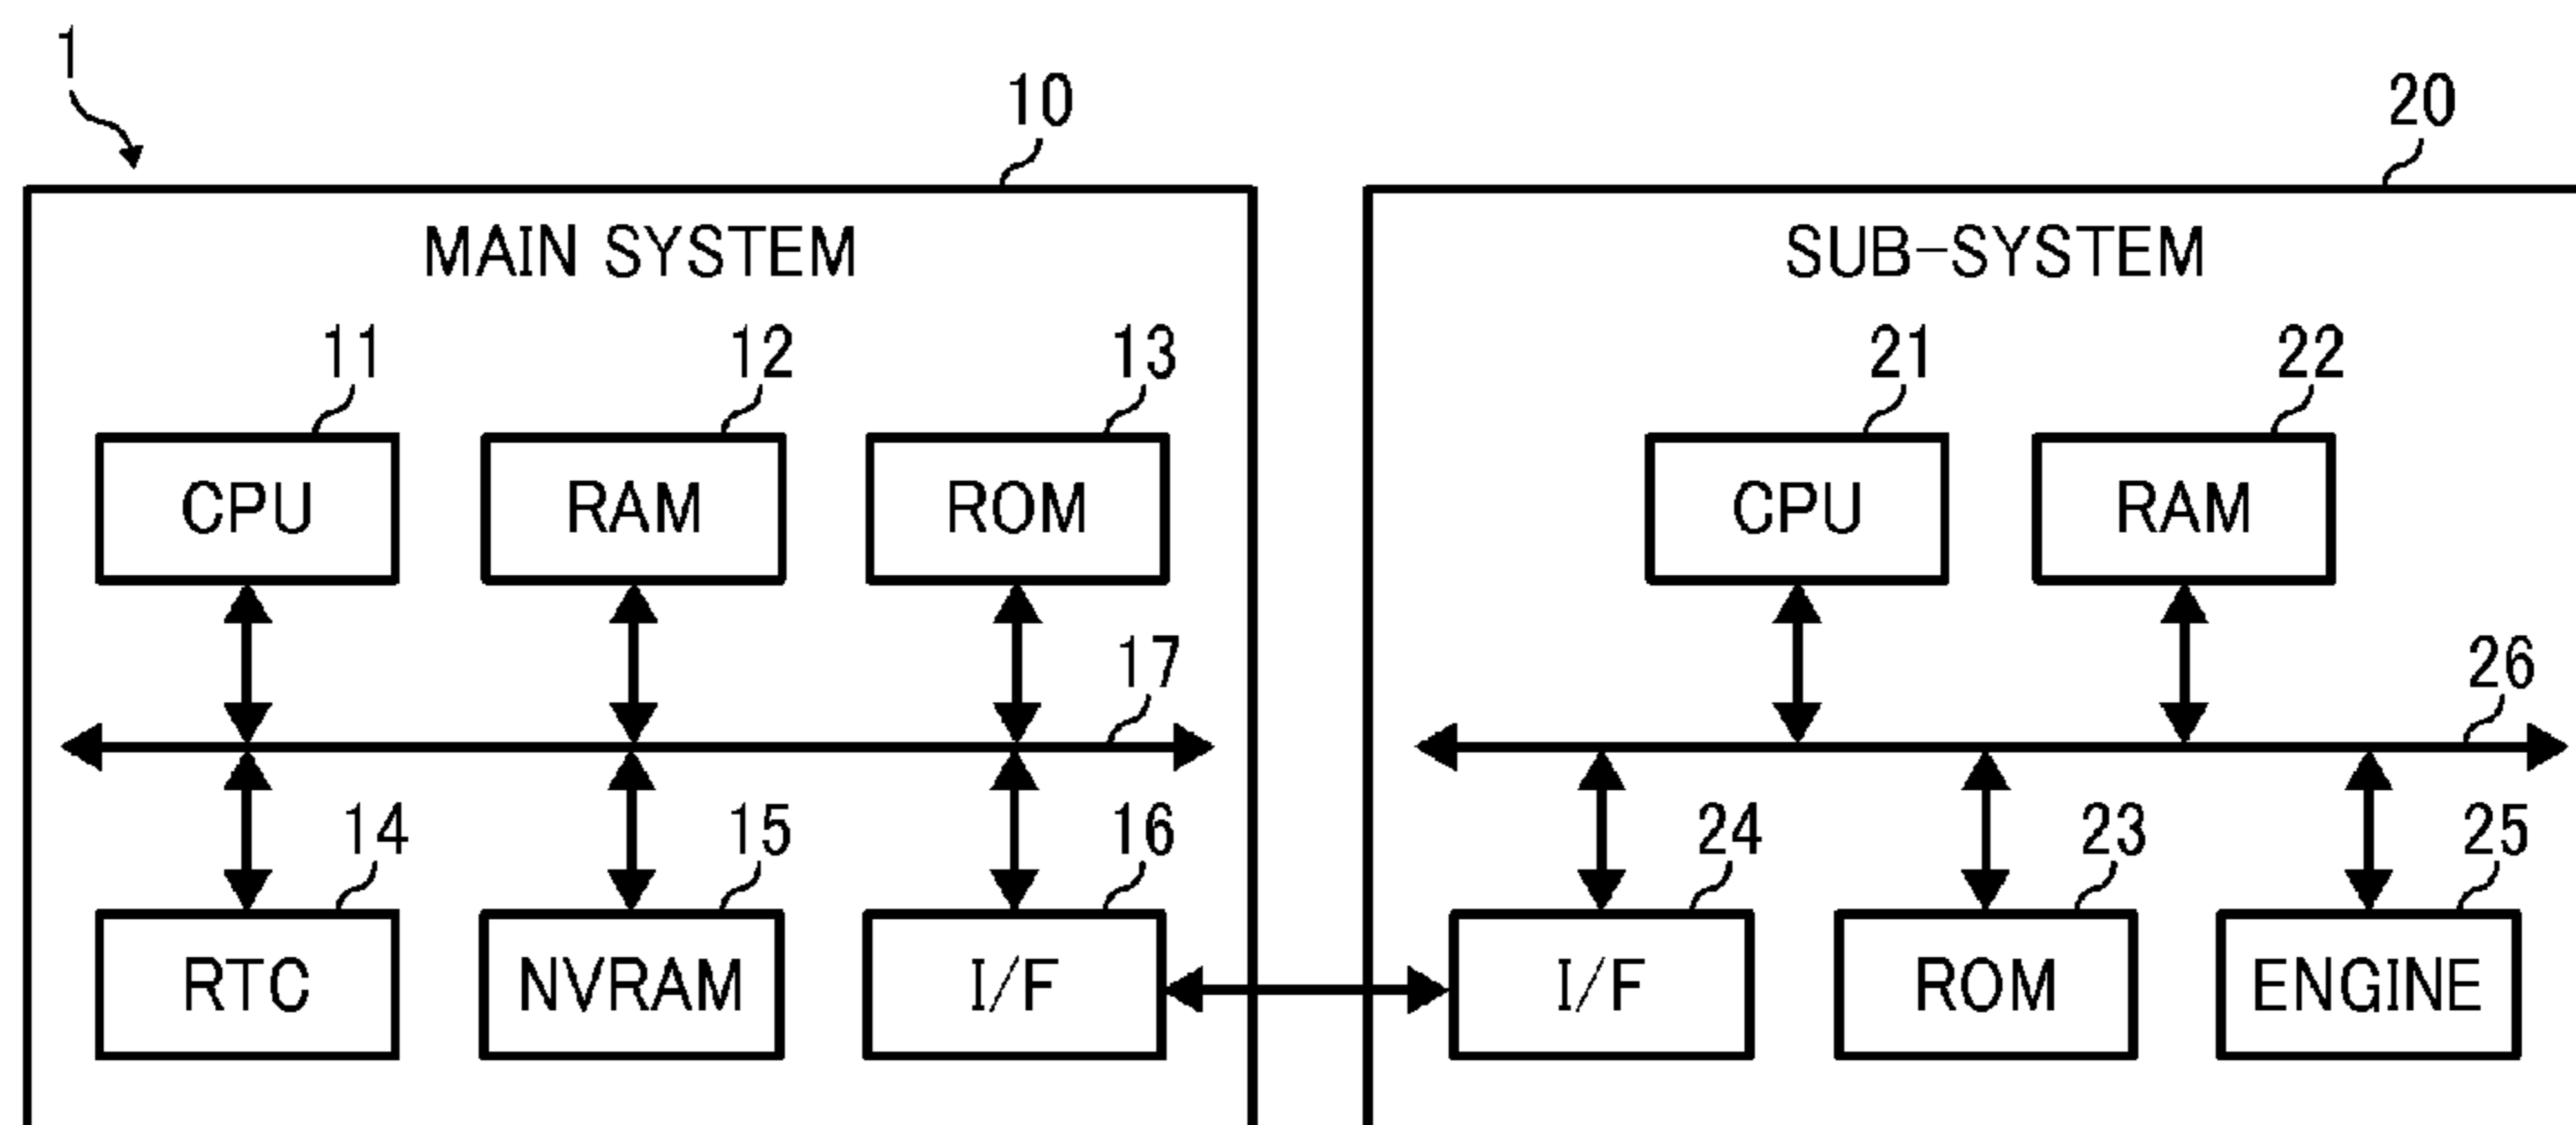 1
10
20
MAIN SYSTEM
SUB-SYSTEM
11
12
13
21
22
CPU
RAM
ROM
CPU
RAM
17
26
14
15
16
24
23
25
RTC
NVRAM
I/F
I/F
ROM
ENGINE